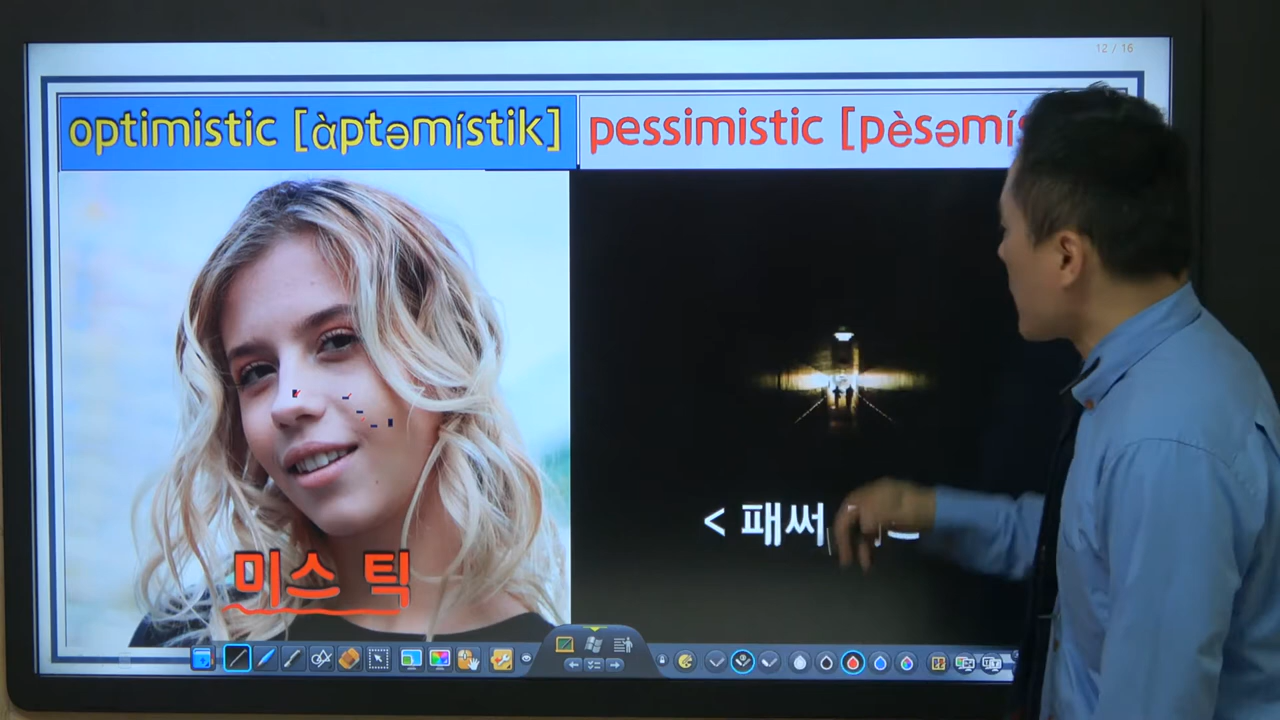 12 / 16
optimistic [ὰptəmístik]
pessimistic [pèsəmí
< 패써
미스 틱